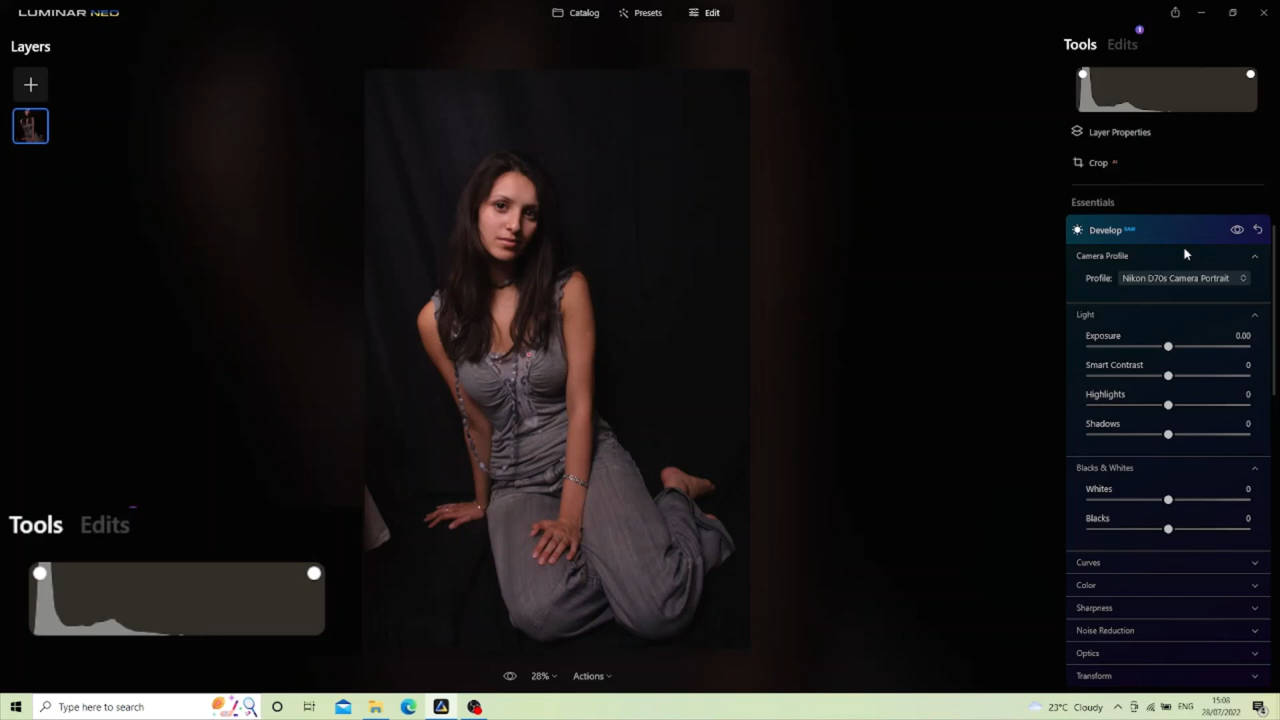 LUMINAR NEO
Catalog
Presets
Edit
Layers
Tools
Edits
1
Layer Properties
Crop AI
Essentials
Develop RAW
Camera Profile
Profile:
Nikon D70s Camera Portrait
Light
Exposure
0.00
Smart Contrast
0
Highlights
0
Shadows
0
Blacks & Whites
Whites
0
Blacks
0
Curves
Color
Sharpness
Noise Reduction
Optics
Transform
Tools
Edits
28%
Actions
Type here to search
23°C Cloudy
ENG
15:08
28/07/2022